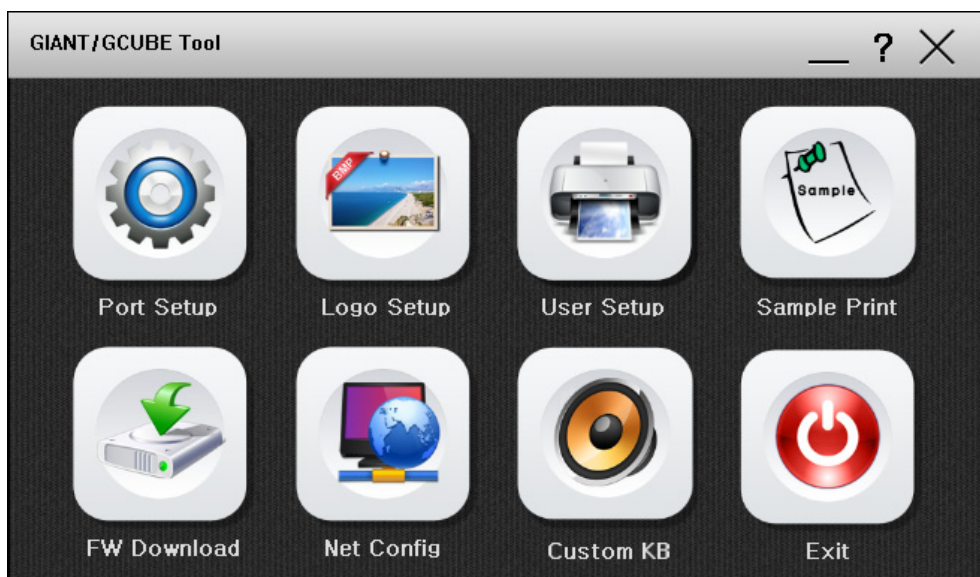 GIANT/GCUBE Tool
?
BMP
Sample
Port Setup
Logo Setup
User Setup
Sample Print
FW Download
Net Config
Custom KB
Exit